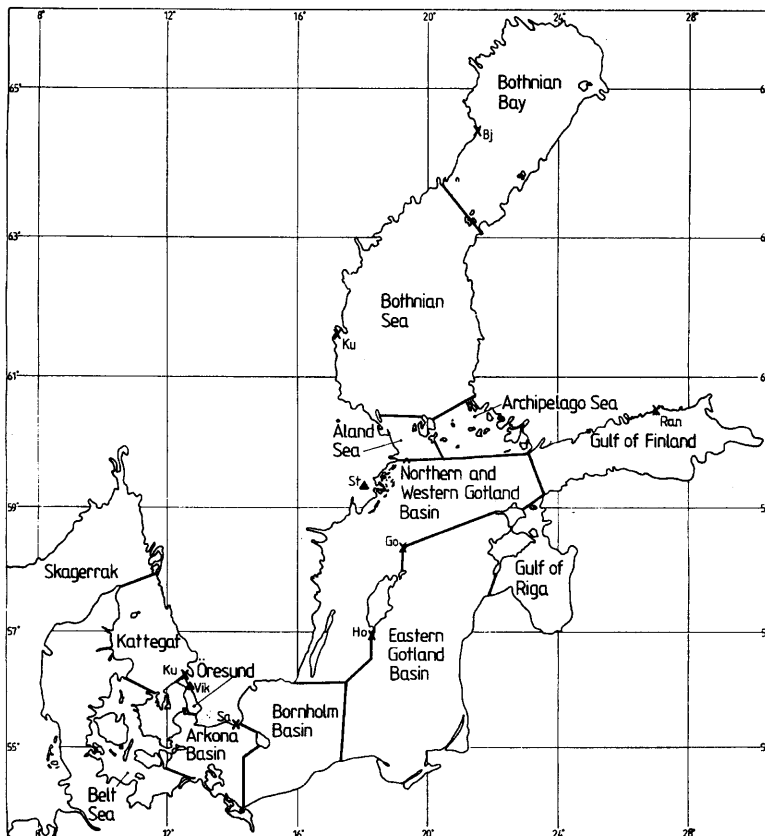 8°
12°
16°
20°
24°
28°
65°
Bothnian
Bay
Bj
63°
Bothnian
Sea
Ku
61°
Archipelago Sea
Ran
Åland
Sea
Gulf of Finland
St
Northern and
Western Gotland
Basin
59°
Go
Skagerrak
Gulf of
Riga
57°
Kattegat
Ho
Eastern
Gotland
Basin
Ku
Öresund
Vik
Sa
Bornholm
Basin
55°
Arkona
Basin
Belt
Sea
8°
12°
16°
20°
24°
28°